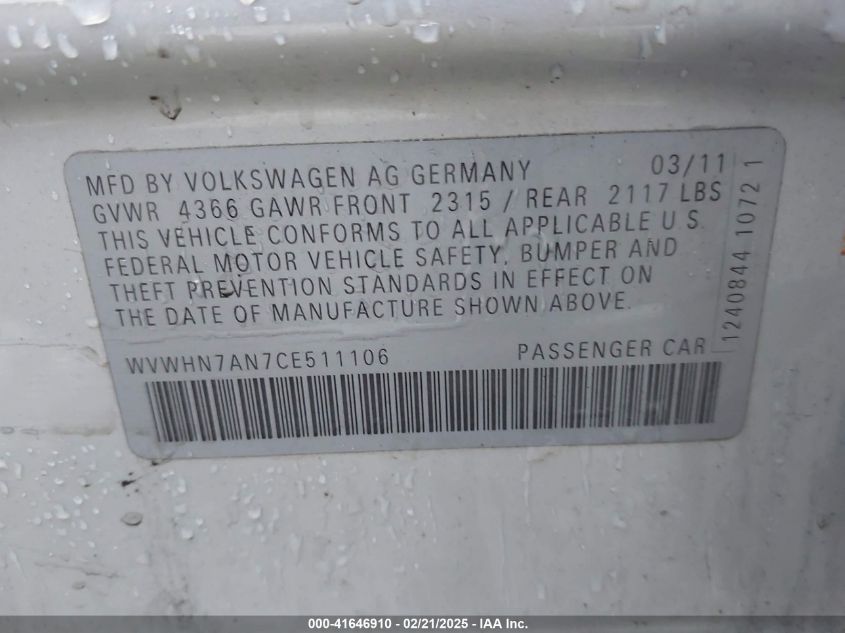 MFD BY VOLKSWAGEN AG GERMANY 03/11
GVWR 4366 GAWR FRONT 2315 / REAR 2117 LBS
THIS VEHICLE CONFORMS TO ALL APPLICABLE U S
FEDERAL MOTOR VEHICLE SAFETY, BUMPER AND
THEFT PREVENTION STANDARDS IN EFFECT ON
THE DATE OF MANUFACTURE SHOWN ABOVE.
WVWHN7AN7CE511106 PASSENGER CAR
1240844 1072 1
000-41646910 - 02/21/2025 - IAA Inc.